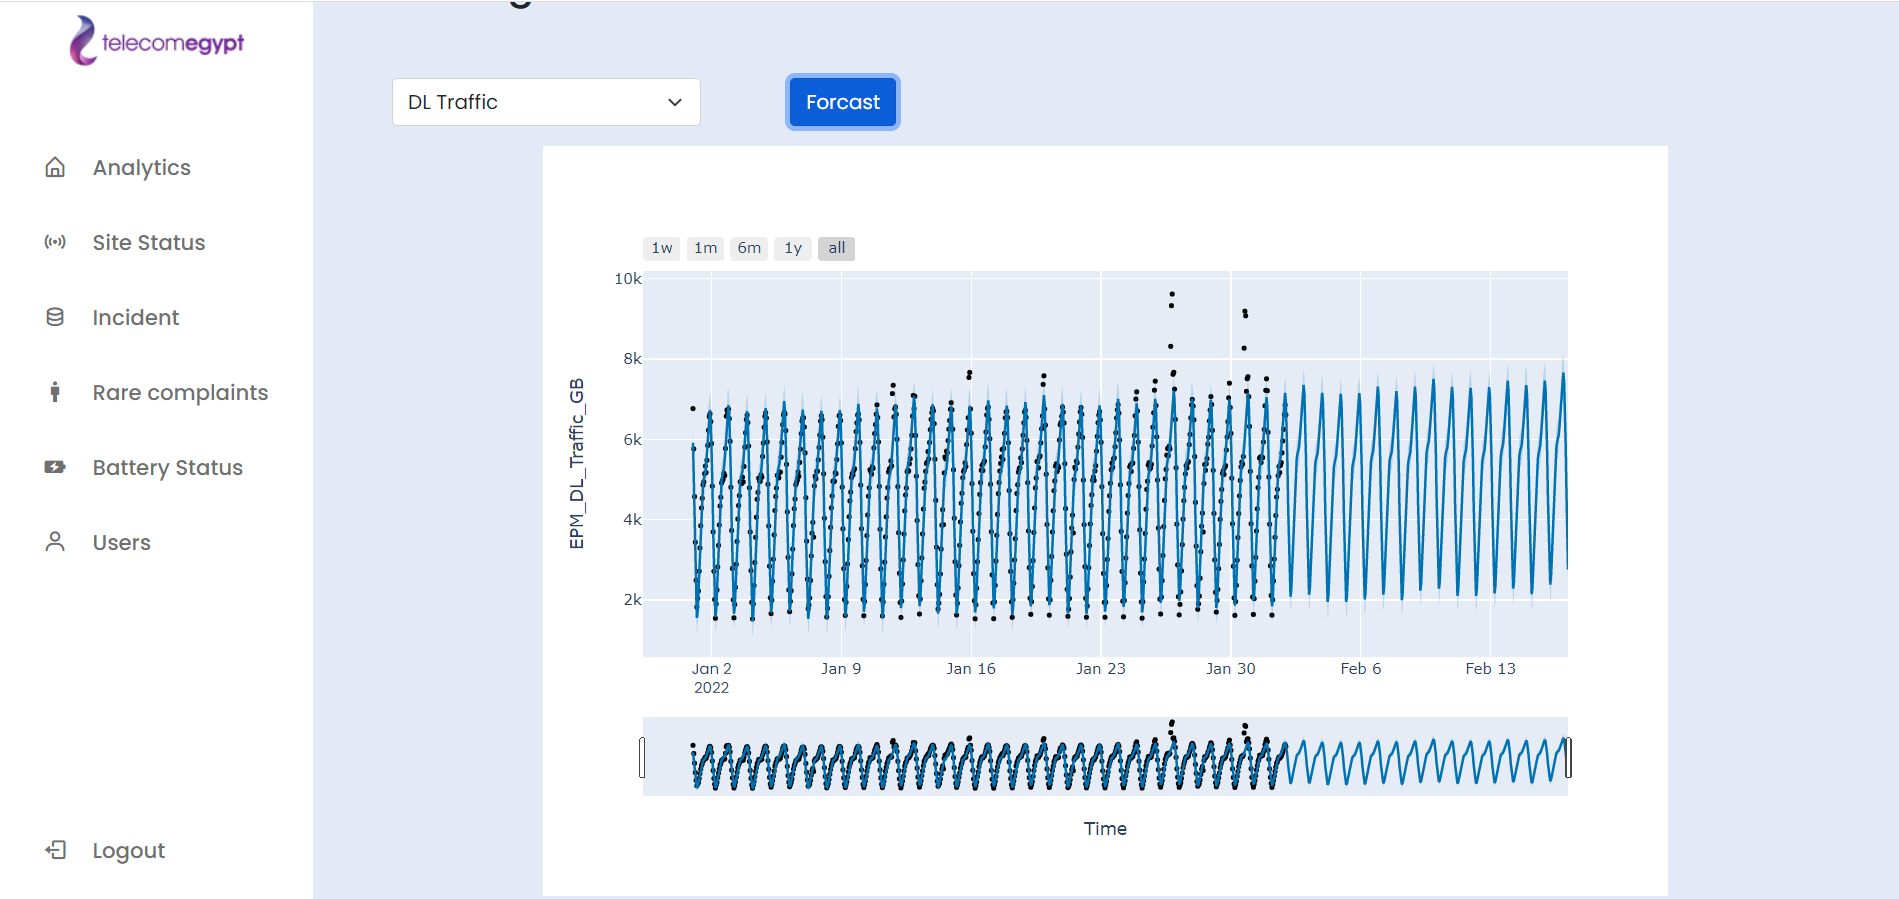 telecomegypt
DL Traffic
Forcast
Analytics
Site Status
Incident
Rare complaints
Battery Status
Users
Logout
1w 1m 6m 1y all
10k
8k
6k
4k
2k
EPM_DL_Traffic_GB
Jan 2 Jan 9 Jan 16 Jan 23 Jan 30 Feb 6 Feb 13
2022
Time